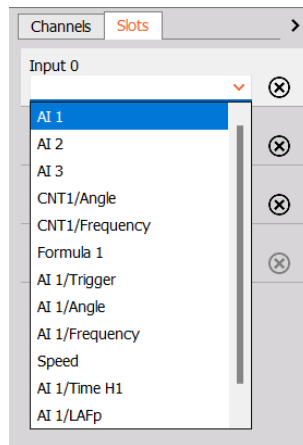 Channels Slots
Input 0
AI 1
AI 2
AI 3
CNT1/Angle
CNT1/Frequency
Formula 1
AI 1/Trigger
AI 1/Angle
AI 1/Frequency
Speed
AI 1/Time H1
AI 1/LAFp